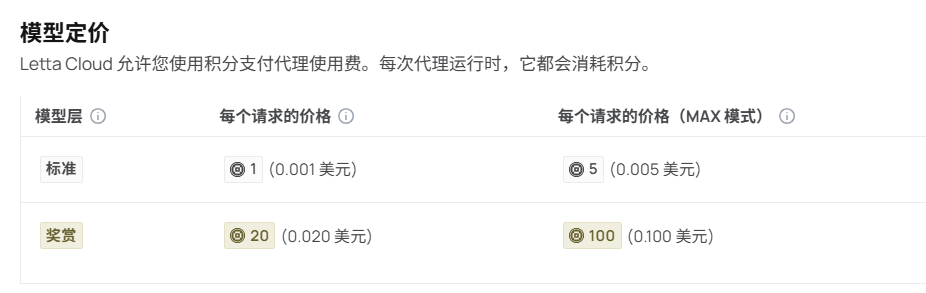 模型定价
Letta Cloud 允许您使用积分支付代理使用费。每次代理运行时，它都会消耗积分。
模型层 每个请求的价格 每个请求的价格（MAX 模式）
标准 1 (0.001 美元) 5 (0.005 美元)
奖赏 20 (0.020 美元) 100 (0.100 美元)